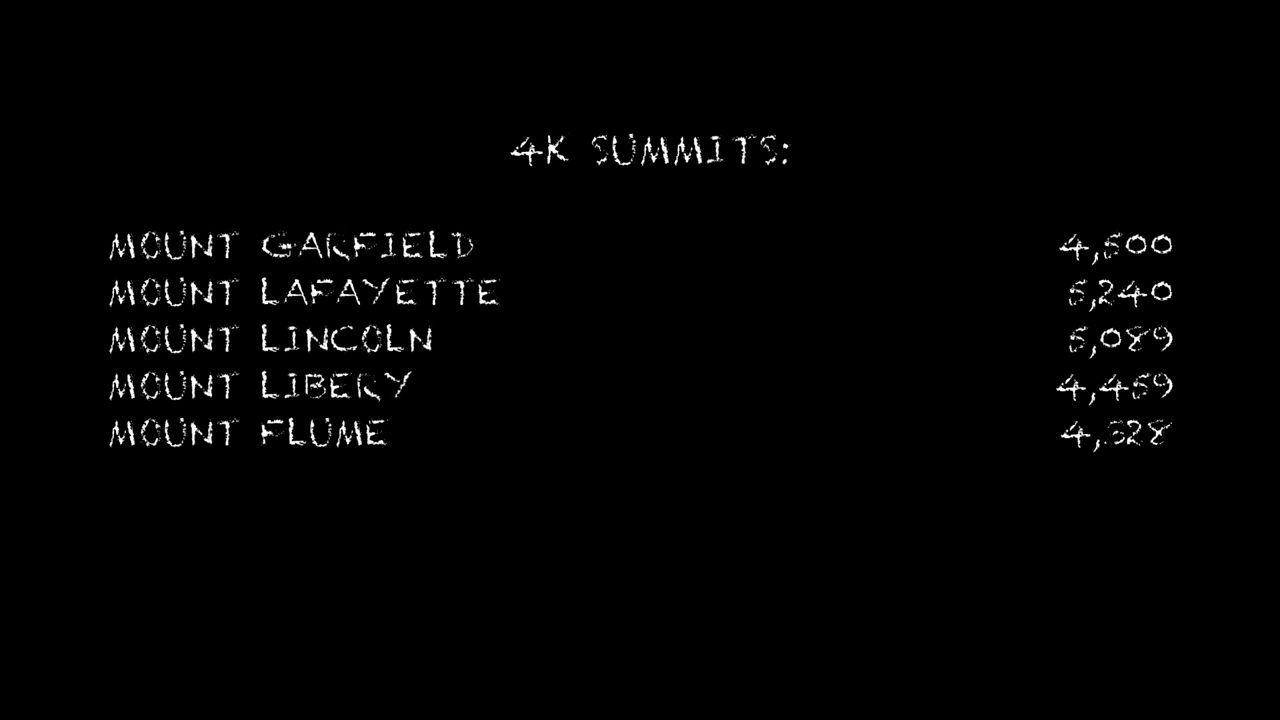 4K SUMMITS:
MOUNT GARFIELD 4,500
MOUNT LAFAYETTE 5,240
MOUNT LINCOLN 5,089
MOUNT LIBERY 4,459
MOUNT FLUME 4,328